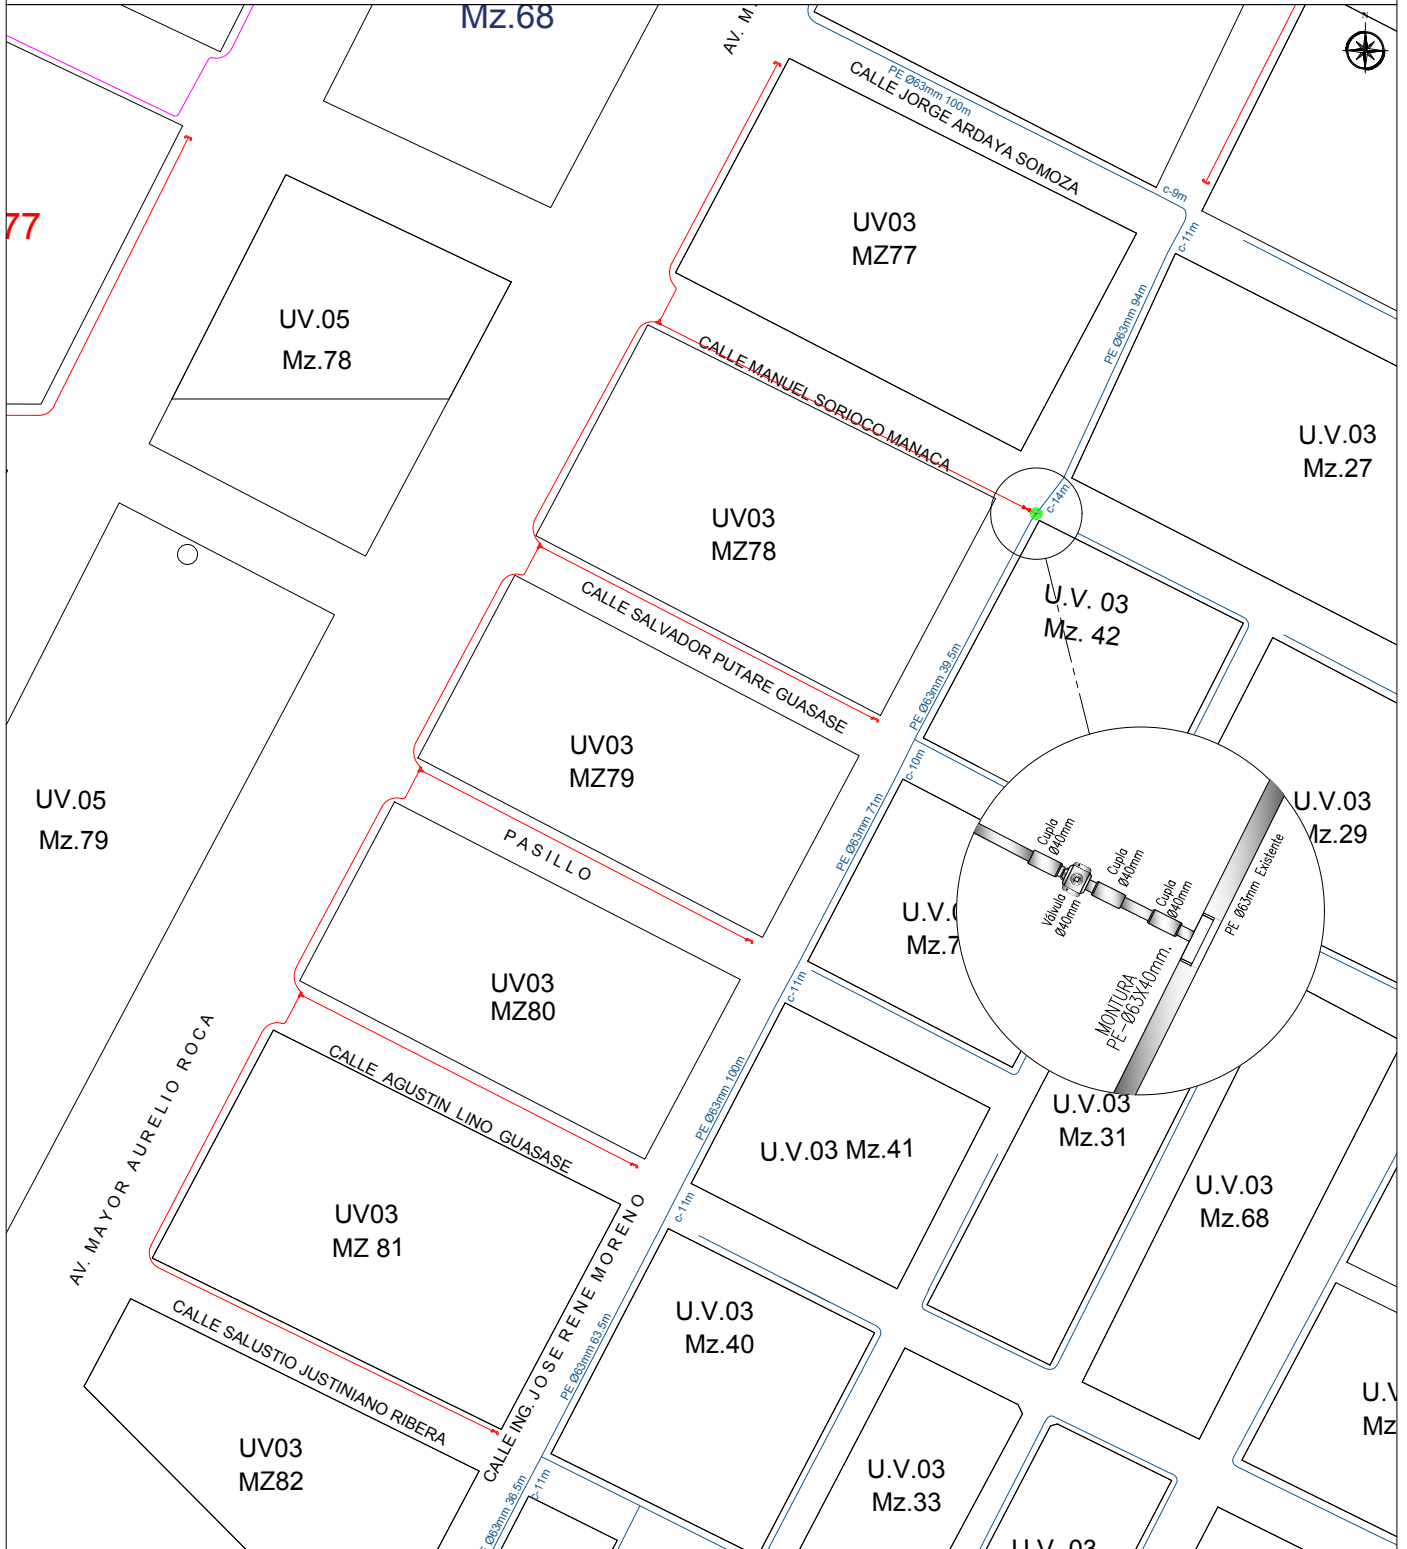 Mz.68
AV. M.
N
PE Ø63mm 100m
CALLE JORGE ARDAYA SOMOZA
c-9m
c-11m
77
UV03
MZ77
UV.05
Mz.78
PE Ø63mm 94m
CALLE MANUEL SORIOCO MANACA
U.V.03
Mz.27
c-14m
UV03
MZ78
U.V. 03
Mz. 42
CALLE SALVADOR PUTARE GUASASE
PE Ø63mm 39.5m
UV03
MZ79
c-10m
UV.05
Mz.79
U.V.03
Mz.29
PE Ø63mm 71m
PASILLO
Cupla
Ø40mm
Cupla
Ø40mm
Cupla
Ø40mm
Válvula
Ø40mm
PE Ø63mm Existente
MONTURA
PE-Ø63X40mm.
U.V.0
Mz.7
UV03
MZ80
c-11m
AV. MAYOR AURELIO ROCA
CALLE AGUSTIN LINO GUASASE
PE Ø63mm 100m
U.V.03
Mz.31
U.V.03 Mz.41
U.V.03
Mz.68
UV03
MZ 81
c-11m
CALLE ING. JOSE RENE MORENO
U.V.03
Mz.40
PE Ø63mm 63.5m
CALLE SALUSTIO JUSTINIANO RIBERA
U.V
Mz
UV03
MZ82
U.V.03
Mz.33
Ø63mm 36.5m
c-11m
U.V. 03